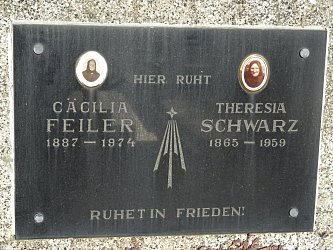 HIER RUHT
CÄCILIA
FEILER
1887 — 1974
THERESIA
SCHWARZ
1865 — 1959
RUHET IN FRIEDEN!